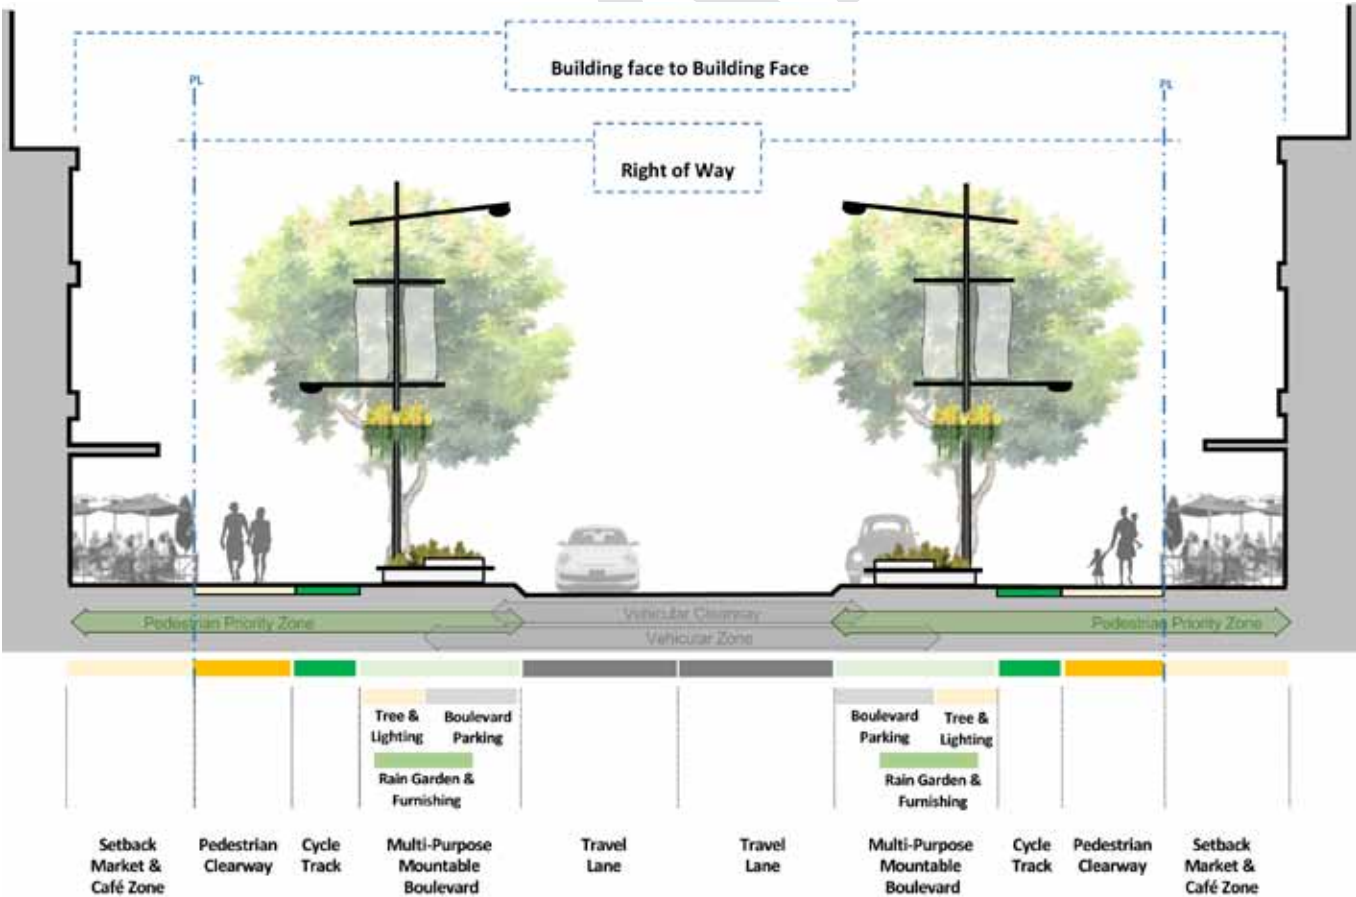 Building face to Building Face
PL
PL
Right of Way
Vehicular Clearway
Pedestrian Priority Zone
Pedestrian Priority Zone
Vehicular Zone
Tree &
Lighting
Boulevard
Parking
Boulevard
Parking
Tree &
Lighting
Rain Garden &
Furnishing
Rain Garden &
Furnishing
Setback
Market &
Café Zone
Pedestrian
Clearway
Cycle
Track
Multi-Purpose
Mountable
Boulevard
Travel
Lane
Travel
Lane
Multi-Purpose
Mountable
Boulevard
Cycle
Track
Pedestrian
Clearway
Setback
Market &
Café Zone